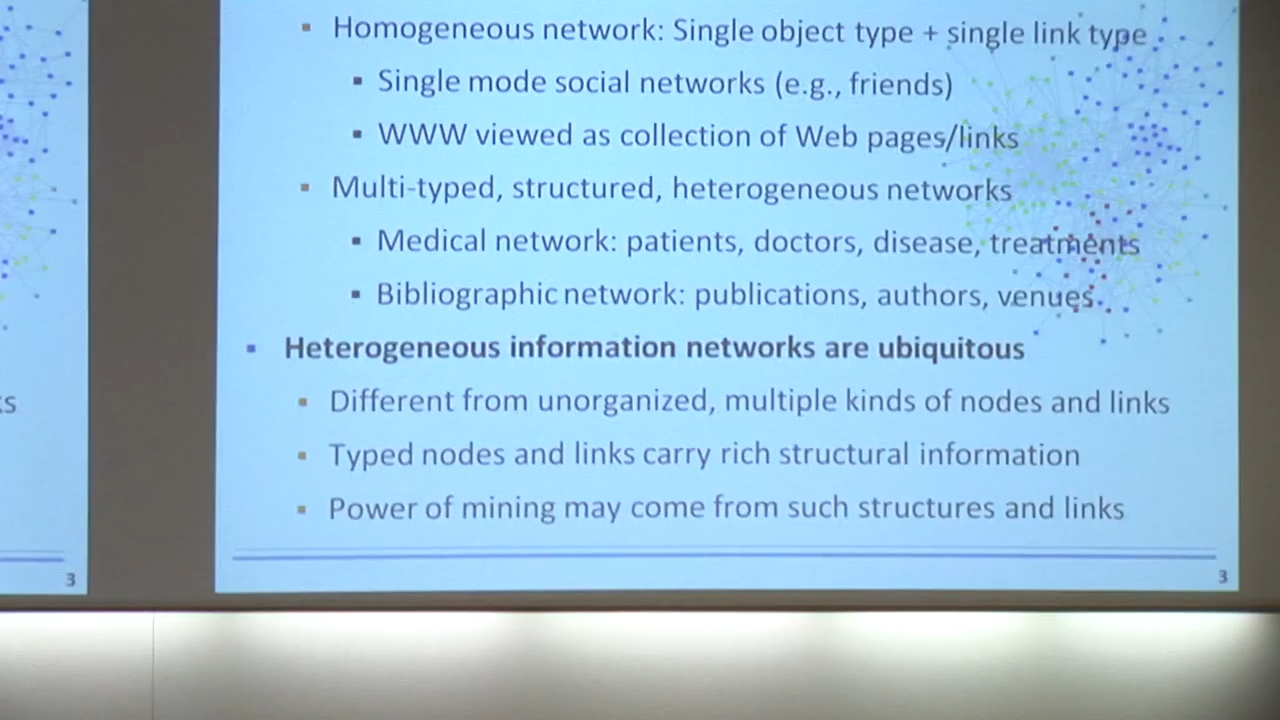 ▪ Homogeneous network: Single object type + single link type
▪ Single mode social networks (e.g., friends)
▪ WWW viewed as collection of Web pages/links
▪ Multi-typed, structured, heterogeneous networks
▪ Medical network: patients, doctors, disease, treatments
▪ Bibliographic network: publications, authors, venues
▪ Heterogeneous information networks are ubiquitous
▪ Different from unorganized, multiple kinds of nodes and links
▪ Typed nodes and links carry rich structural information
▪ Power of mining may come from such structures and links
3
3